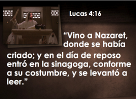 Lucas 4:16
"Vino a Nazaret,
donde se había
criado; y en el día de reposo
entró en la sinagoga, conforme
a su costumbre, y se levantó a
leer."